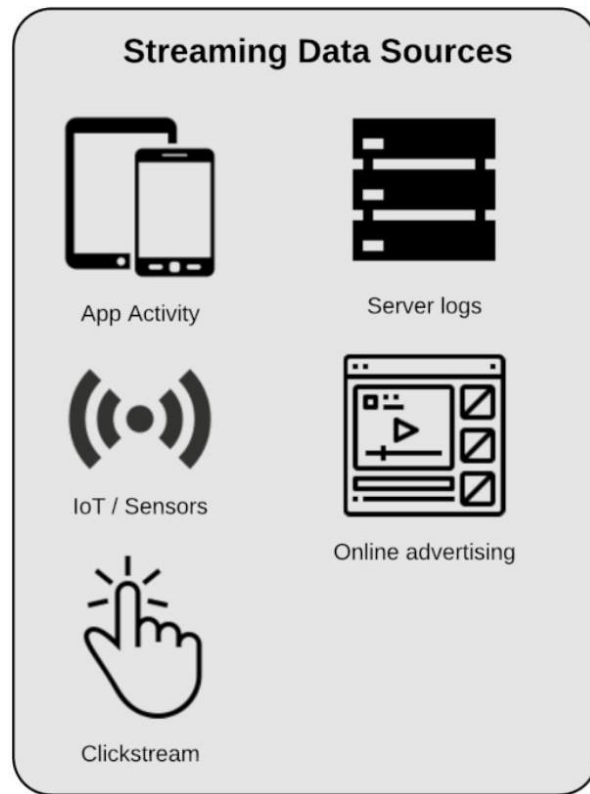 Streaming Data Sources
App Activity
Server logs
IoT / Sensors
Online advertising
Clickstream